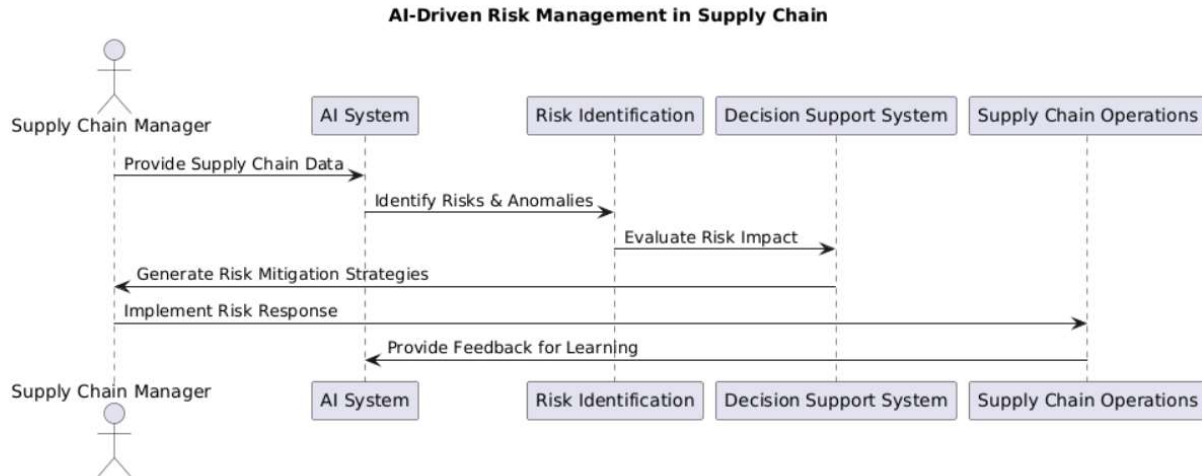 AI-Driven Risk Management in Supply Chain
Supply Chain Manager
AI System
Risk Identification
Decision Support System
Supply Chain Operations
Provide Supply Chain Data
Identify Risks & Anomalies
Evaluate Risk Impact
Generate Risk Mitigation Strategies
Implement Risk Response
Provide Feedback for Learning
Supply Chain Manager
AI System
Risk Identification
Decision Support System
Supply Chain Operations